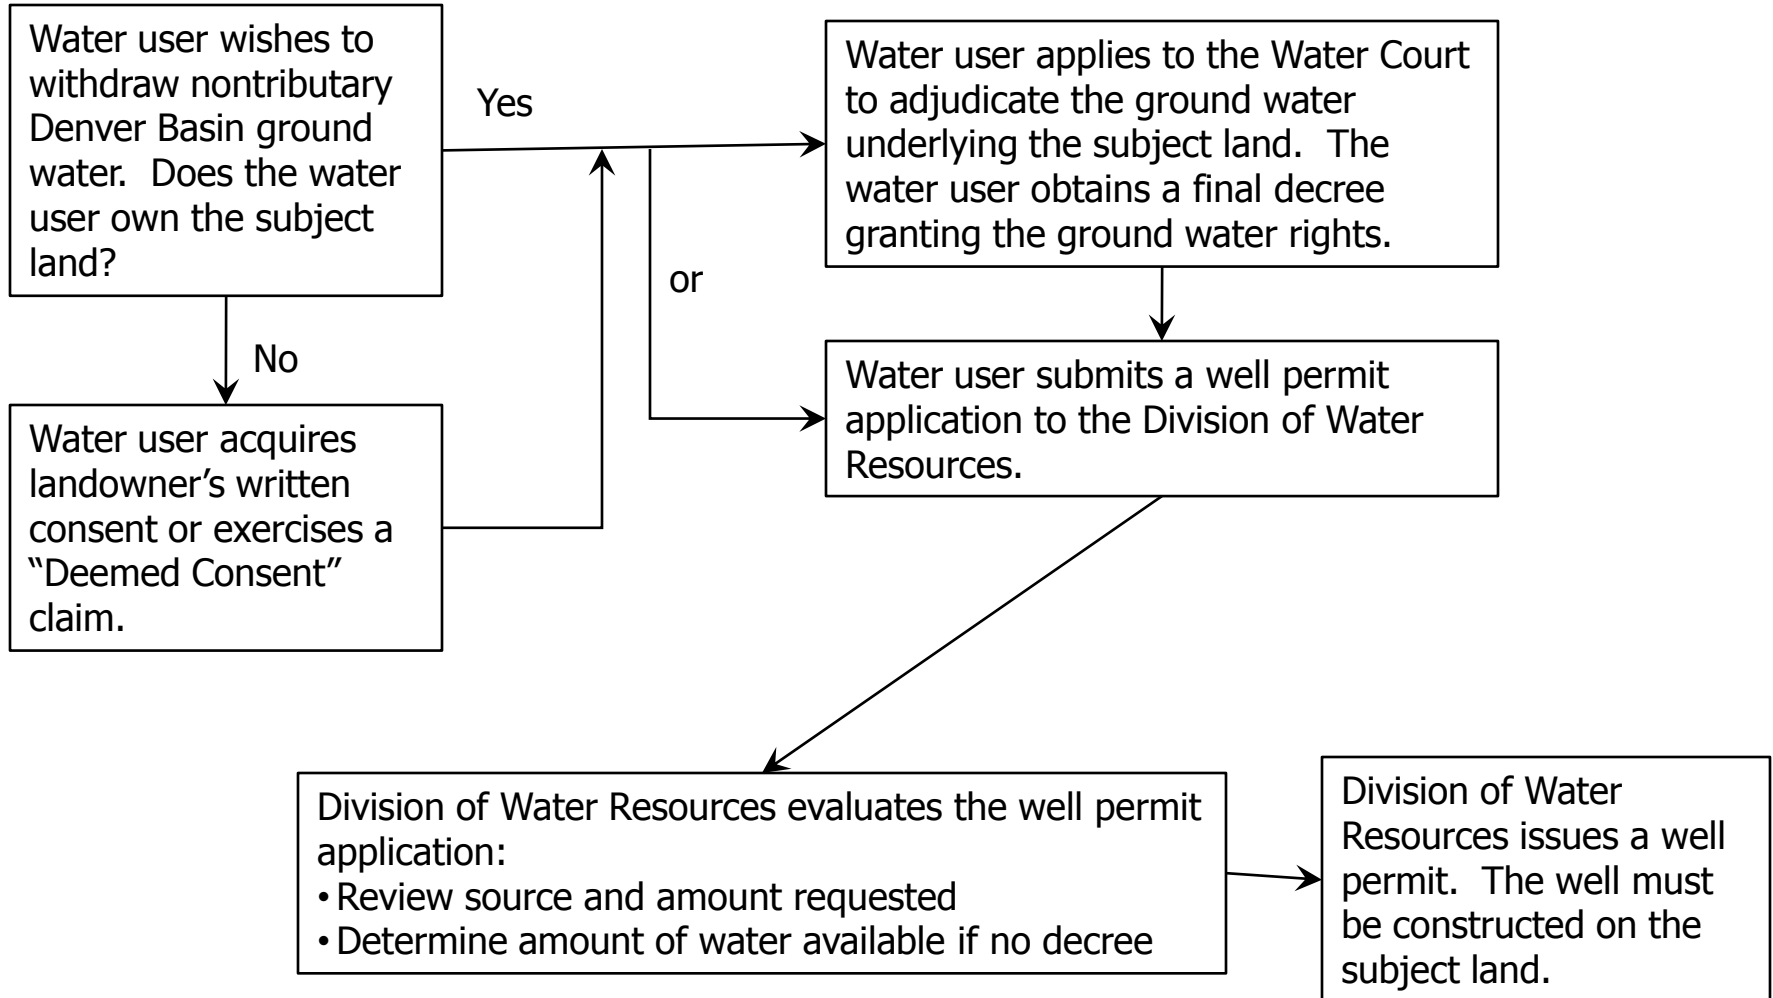 Water user wishes to
withdraw nontributary
Denver Basin ground
water.  Does the water
user own the subject
land?
Yes
Water user applies to the Water Court
to adjudicate the ground water
underlying the subject land.  The
water user obtains a final decree
granting the ground water rights.
or
No
Water user submits a well permit
application to the Division of Water
Resources.
Water user acquires
landowner’s written
consent or exercises a
“Deemed Consent”
claim.
Division of Water Resources evaluates the well permit
application:
• Review source and amount requested
• Determine amount of water available if no decree
Division of Water
Resources issues a well
permit.  The well must
be constructed on the
subject land.